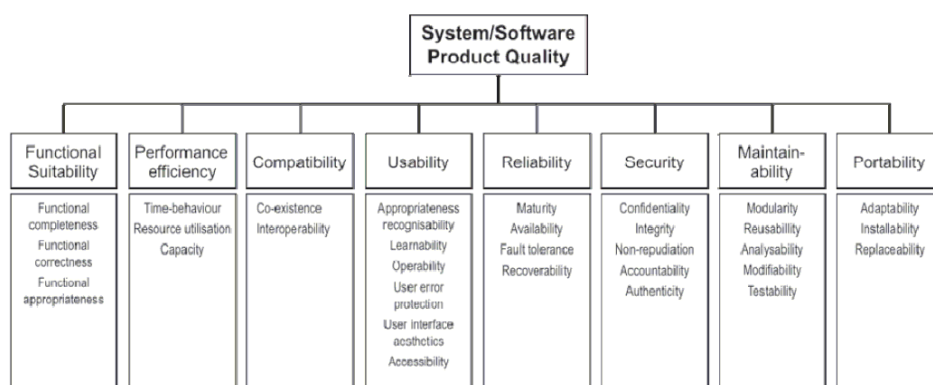 System/Software
Product Quality
Functional
Suitability
Performance
efficiency
Compatibility
Usability
Reliability
Security
Maintain-
ability
Portability
Functional
completeness
Functional
correctness
Functional
appropriateness
Time-behaviour
Resource utilisation
Capacity
Co-existence
Interoperability
Appropriateness
recognisability
Learnability
Operability
User error
protection
User interface
aesthetics
Accessibility
Maturity
Availability
Fault tolerance
Recoverability
Confidentiality
Integrity
Non-repudiation
Accountability
Authenticity
Modularity
Reusabillity
Analysability
Modifiability
Testability
Adaptability
Installability
Replaceability